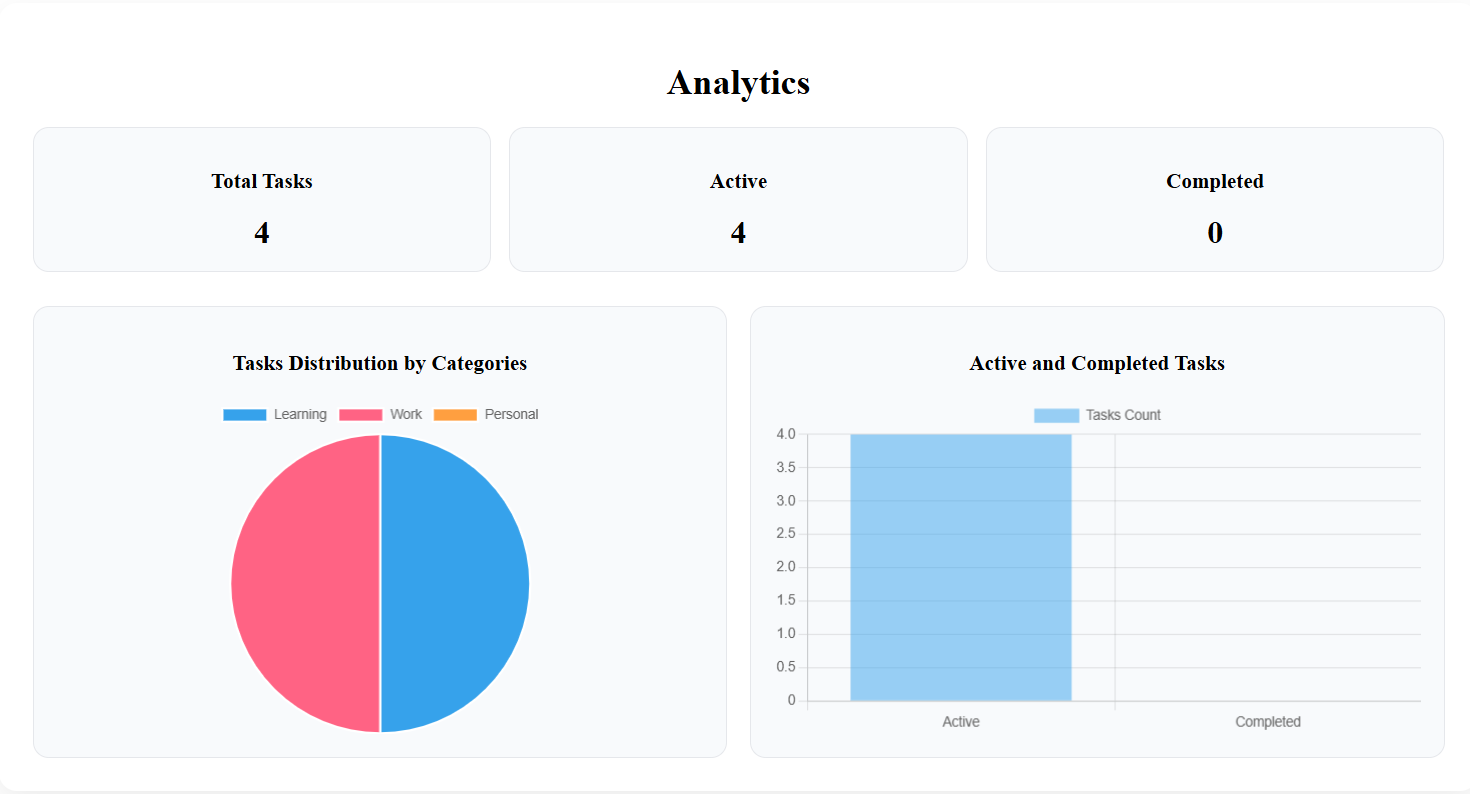 Analytics
Total Tasks
4
Active
4
Completed
0
Tasks Distribution by Categories
Learning Work Personal
Active and Completed Tasks
Tasks Count
4.0
3.5
3.0
2.5
2.0
1.5
1.0
0.5
0
Active Completed